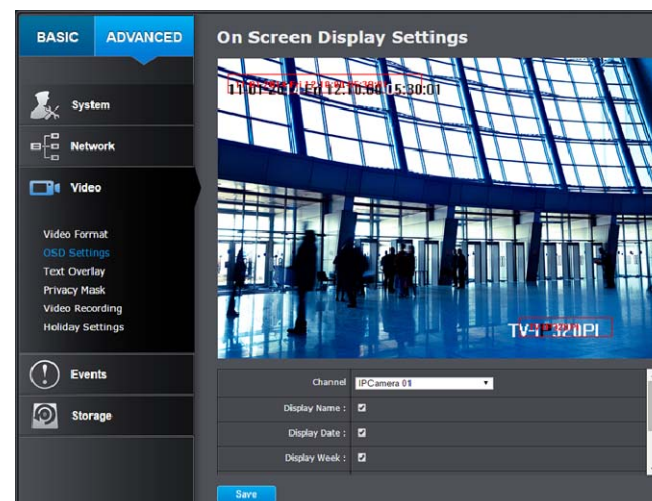 BASIC
ADVANCED
On Screen Display Settings
System
Network
Video
Video Format
OSD Settings
Text Overlay
Privacy Mask
Video Recording
Holiday Settings
Events
Storage
Channel
IPCamera 01
Display Name :
Display Date :
Display Week :
Save